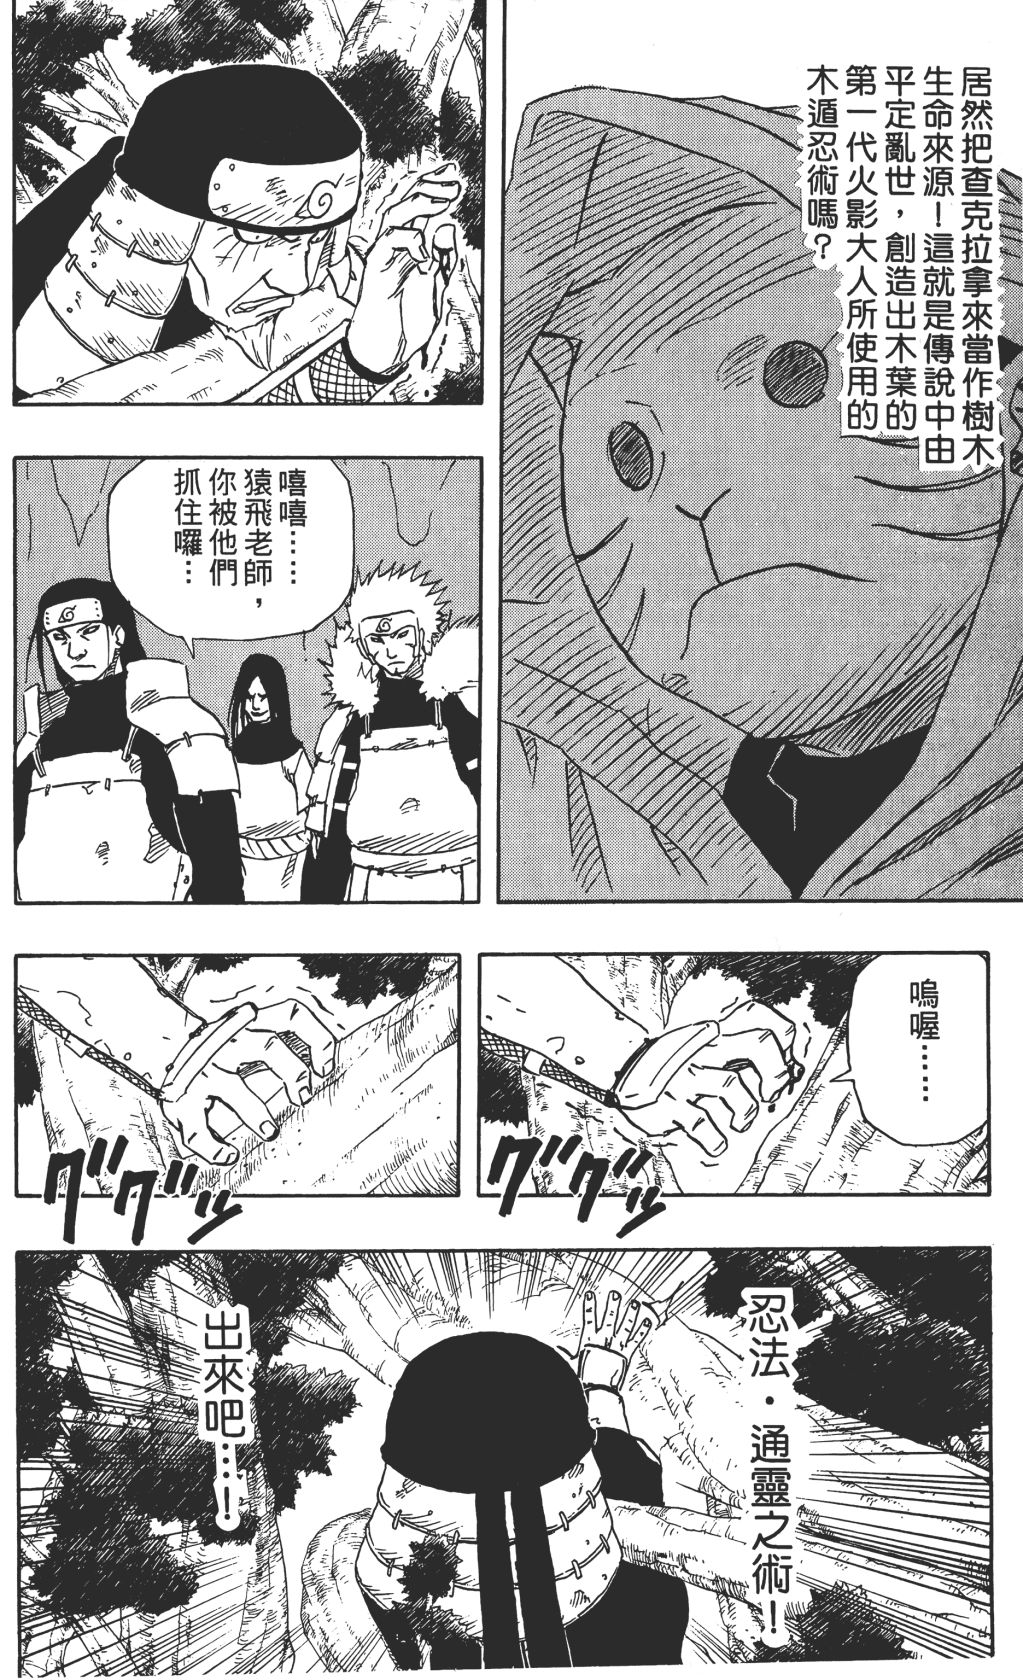 居然把查克拉拿來當作樹木
生命來源！這就是傳說中由
平定亂世，創造出木葉的
第一代火影大人所使用的
木遁忍術嗎？
嘻嘻……
猿飛老師，
你被他們
抓住囉…
嗚喔……
グググッ
グググッ
忍法．通靈之術！
出來吧…！